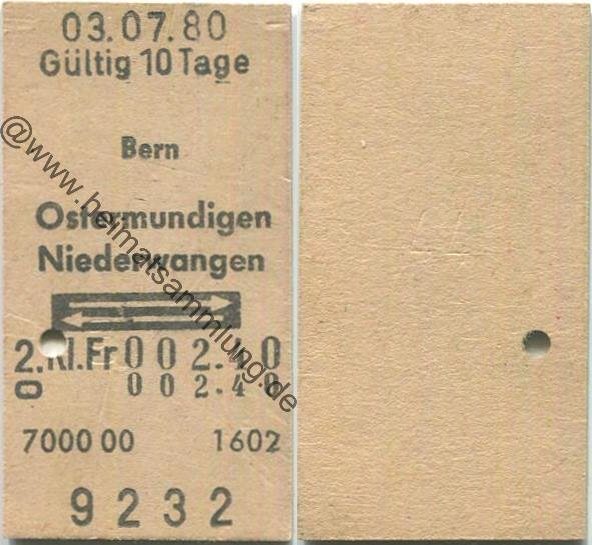 03.07.80
Gültig 10 Tage
Bern
Ostermundigen
Niederwangen
2.Kl.Fr 002.40
0 002.40
7000 00 1602
9232
@www.heimatsammlung.de